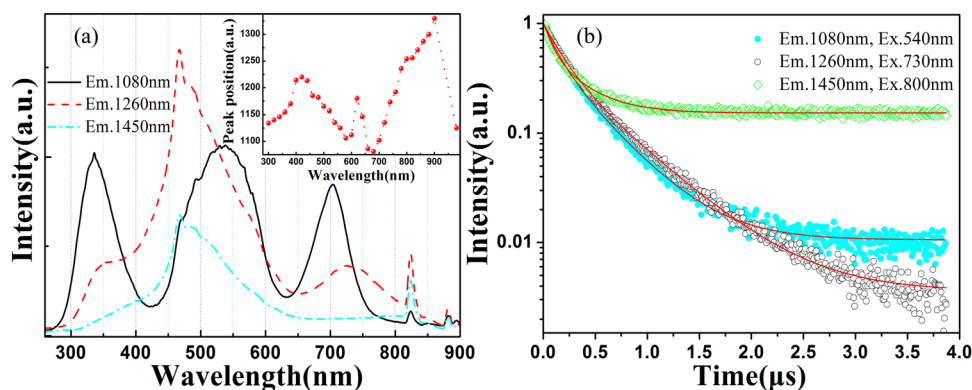 (a)
Em.1080nm
Em.1260nm
Em.1450nm
Intensity(a.u.)
300 400 500 600 700 800 900
Wavelength(nm)
Peak position(a.u.)
1300
1250
1200
1150
1100
300 400 500 600 700 800 900
Wavelength(nm)
(b)
Em.1080nm, Ex.540nm
Em.1260nm, Ex.730nm
Em.1450nm, Ex.800nm
Intensity(a.u.)
1
0.1
0.01
0.0 0.5 1.0 1.5 2.0 2.5 3.0 3.5 4.0
Time(μs)